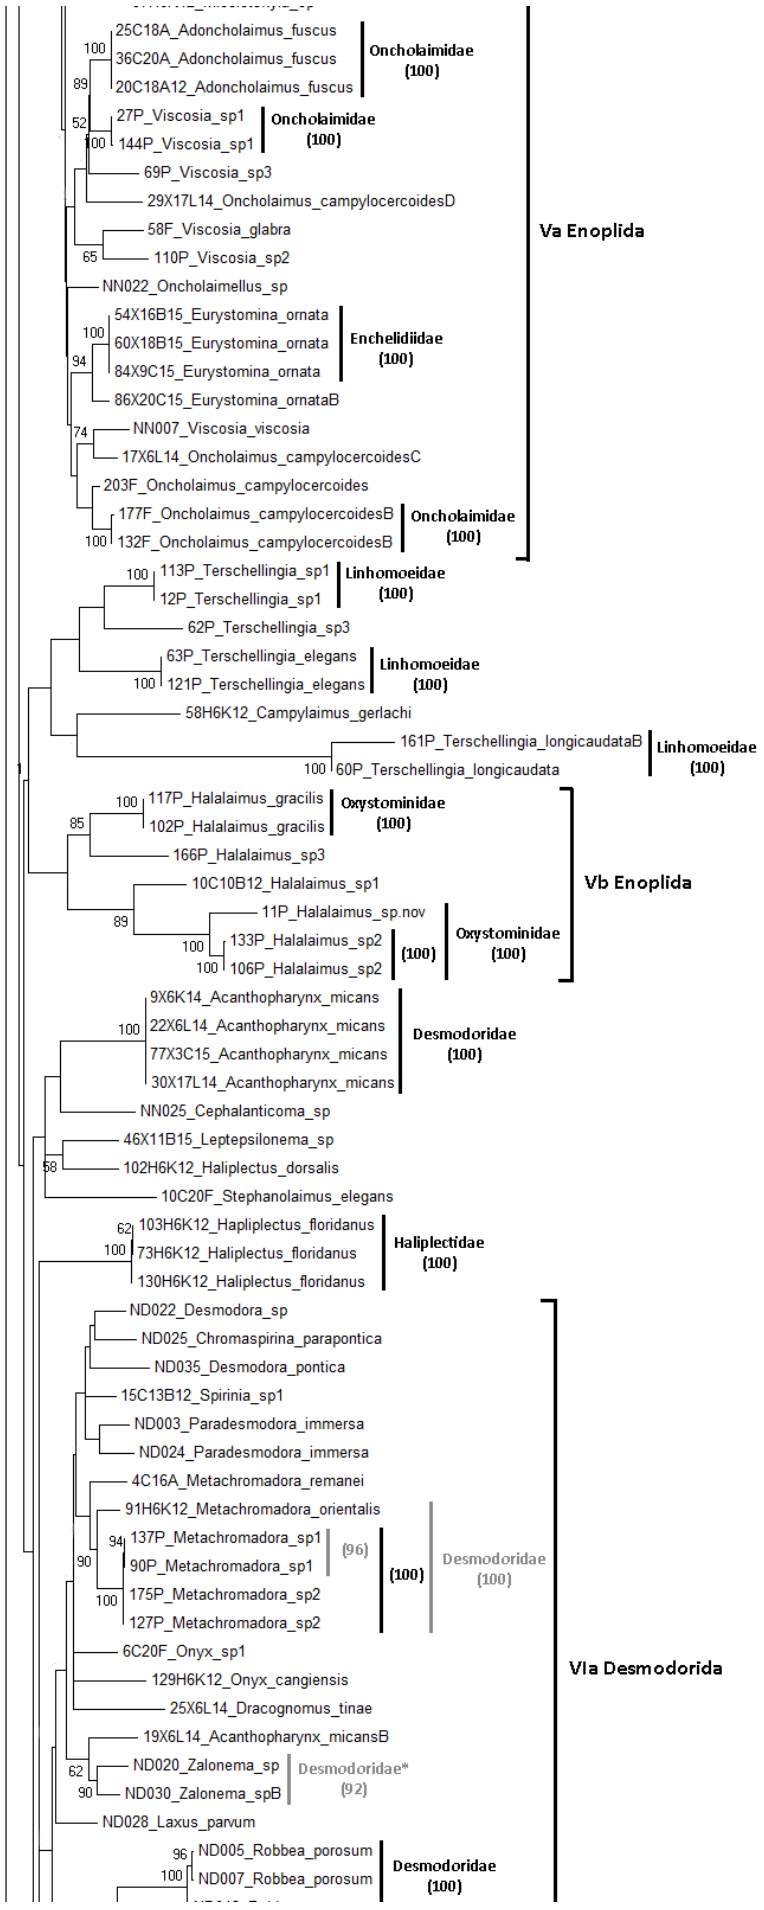 25C18A_Adoncholaimus_fuscus
100
36C20A_Adoncholaimus_fuscus
Oncholaimidae
(100)
89
20C18A12_Adoncholaimus_fuscus
27P_Viscosia_sp1
52
Oncholaimidae
(100)
100
144P_Viscosia_sp1
69P_Viscosia_sp3
29X17L14_Oncholaimus_campylocercoidesD
58F_Viscosia_glabra
Va Enoplida
65
110P_Viscosia_sp2
NN022_Oncholaimellus_sp
54X16B15_Eurystomina_ornata
100
60X18B15_Eurystomina_ornata
Enchelidiidae
(100)
94
84X9C15_Eurystomina_ornata
86X20C15_Eurystomina_ornataB
74
NN007_Viscosia_viscosia
17X6L14_Oncholaimus_campylocercoidesC
203F_Oncholaimus_campylocercoides
177F_Oncholaimus_campylocercoidesB
Oncholaimidae
(100)
100
132F_Oncholaimus_campylocercoidesB
100
113P_Terschellingia_sp1
Linhomoeidae
(100)
12P_Terschellingia_sp1
62P_Terschellingia_sp3
63P_Terschellingia_elegans
Linhomoeidae
(100)
100
121P_Terschellingia_elegans
58H6K12_Campylaimus_gerlachi
161P_Terschellingia_longicaudataB
Linhomoeidae
(100)
1
100
60P_Terschellingia_longicaudata
100
117P_Halalaimus_gracilis
Oxystominidae
(100)
85
102P_Halalaimus_gracilis
166P_Halalaimus_sp3
10C10B12_Halalaimus_sp1
Vb Enoplida
89
11P_Halalaimus_sp.nov
Oxystominidae
(100)
100
133P_Halalaimus_sp2
(100)
100
106P_Halalaimus_sp2
9X6K14_Acanthopharynx_micans
100
22X6L14_Acanthopharynx_micans
Desmodoridae
(100)
77X3C15_Acanthopharynx_micans
30X17L14_Acanthopharynx_micans
NN025_Cephalanticoma_sp
46X11B15_Leptepsilonema_sp
58
102H6K12_Haliplectus_dorsalis
10C20F_Stephanolaimus_elegans
62
103H6K12_Hapliplectus_floridanus
100
73H6K12_Haliplectus_floridanus
Haliplectidae
(100)
130H6K12_Haliplectus_floridanus
ND022_Desmodora_sp
ND025_Chromaspirina_parapontica
ND035_Desmodora_pontica
15C13B12_Spirinia_sp1
ND003_Paradesmodora_immersa
ND024_Paradesmodora_immersa
4C16A_Metachromadora_remanei
91H6K12_Metachromadora_orientalis
94
137P_Metachromadora_sp1
(96)
90
90P_Metachromadora_sp1
(100)
Desmodoridae
(100)
100
175P_Metachromadora_sp2
127P_Metachromadora_sp2
6C20F_Onyx_sp1
VIa Desmodorida
129H6K12_Onyx_cangiensis
25X6L14_Dracognomus_tinae
19X6L14_Acanthopharynx_micansB
62
ND020_Zalonema_sp
Desmodoridae*
(92)
90
ND030_Zalonema_spB
ND028_Laxus_parvum
96
ND005_Robbea_porosum
Desmodoridae
(100)
100
ND007_Robbea_porosum